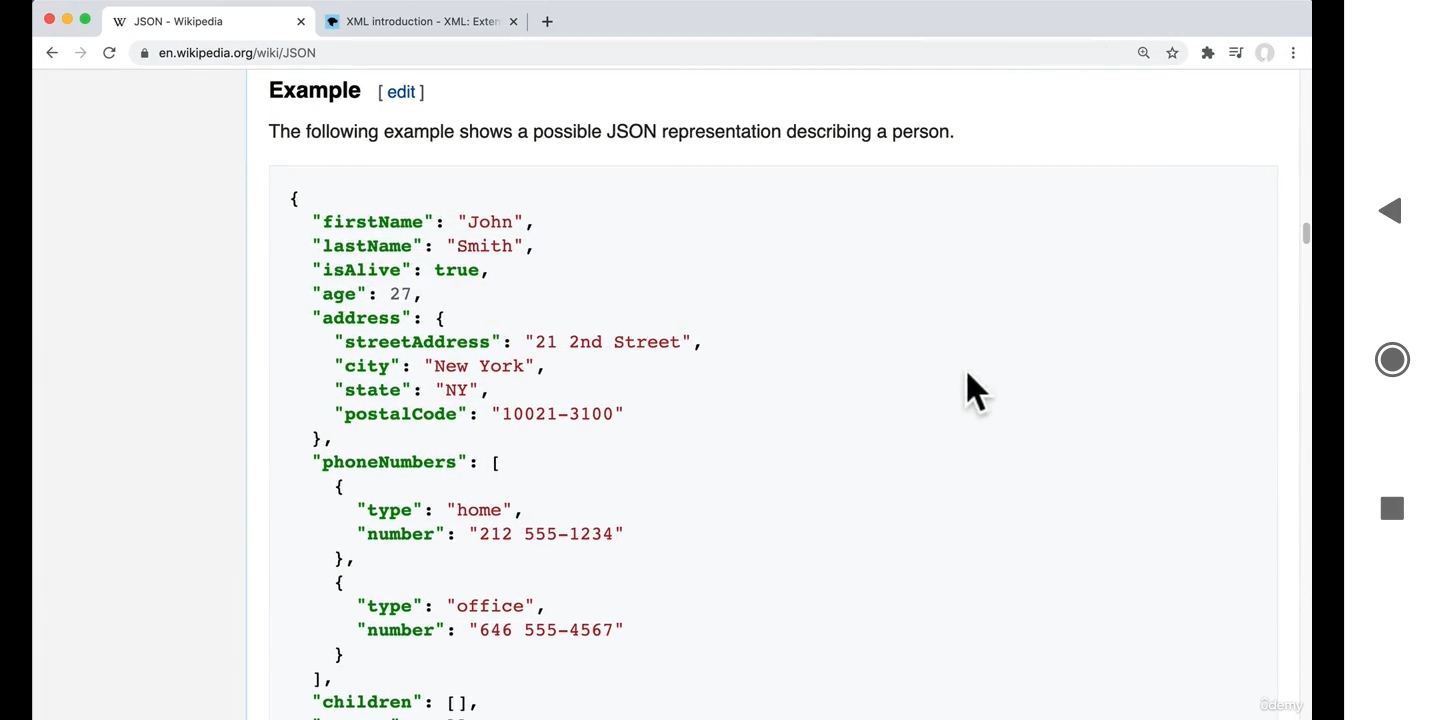 JSON - Wikipedia
XML introduction - XML: Exten
en.wikipedia.org/wiki/JSON
Example [ edit ]
The following example shows a possible JSON representation describing a person.
{
"firstName": "John",
"lastName": "Smith",
"isAlive": true,
"age": 27,
"address": {
"streetAddress": "21 2nd Street",
"city": "New York",
"state": "NY",
"postalCode": "10021-3100"
},
"phoneNumbers": [
{
"type": "home",
"number": "212 555-1234"
},
{
"type": "office",
"number": "646 555-4567"
}
],
"children": [],
ûdemy